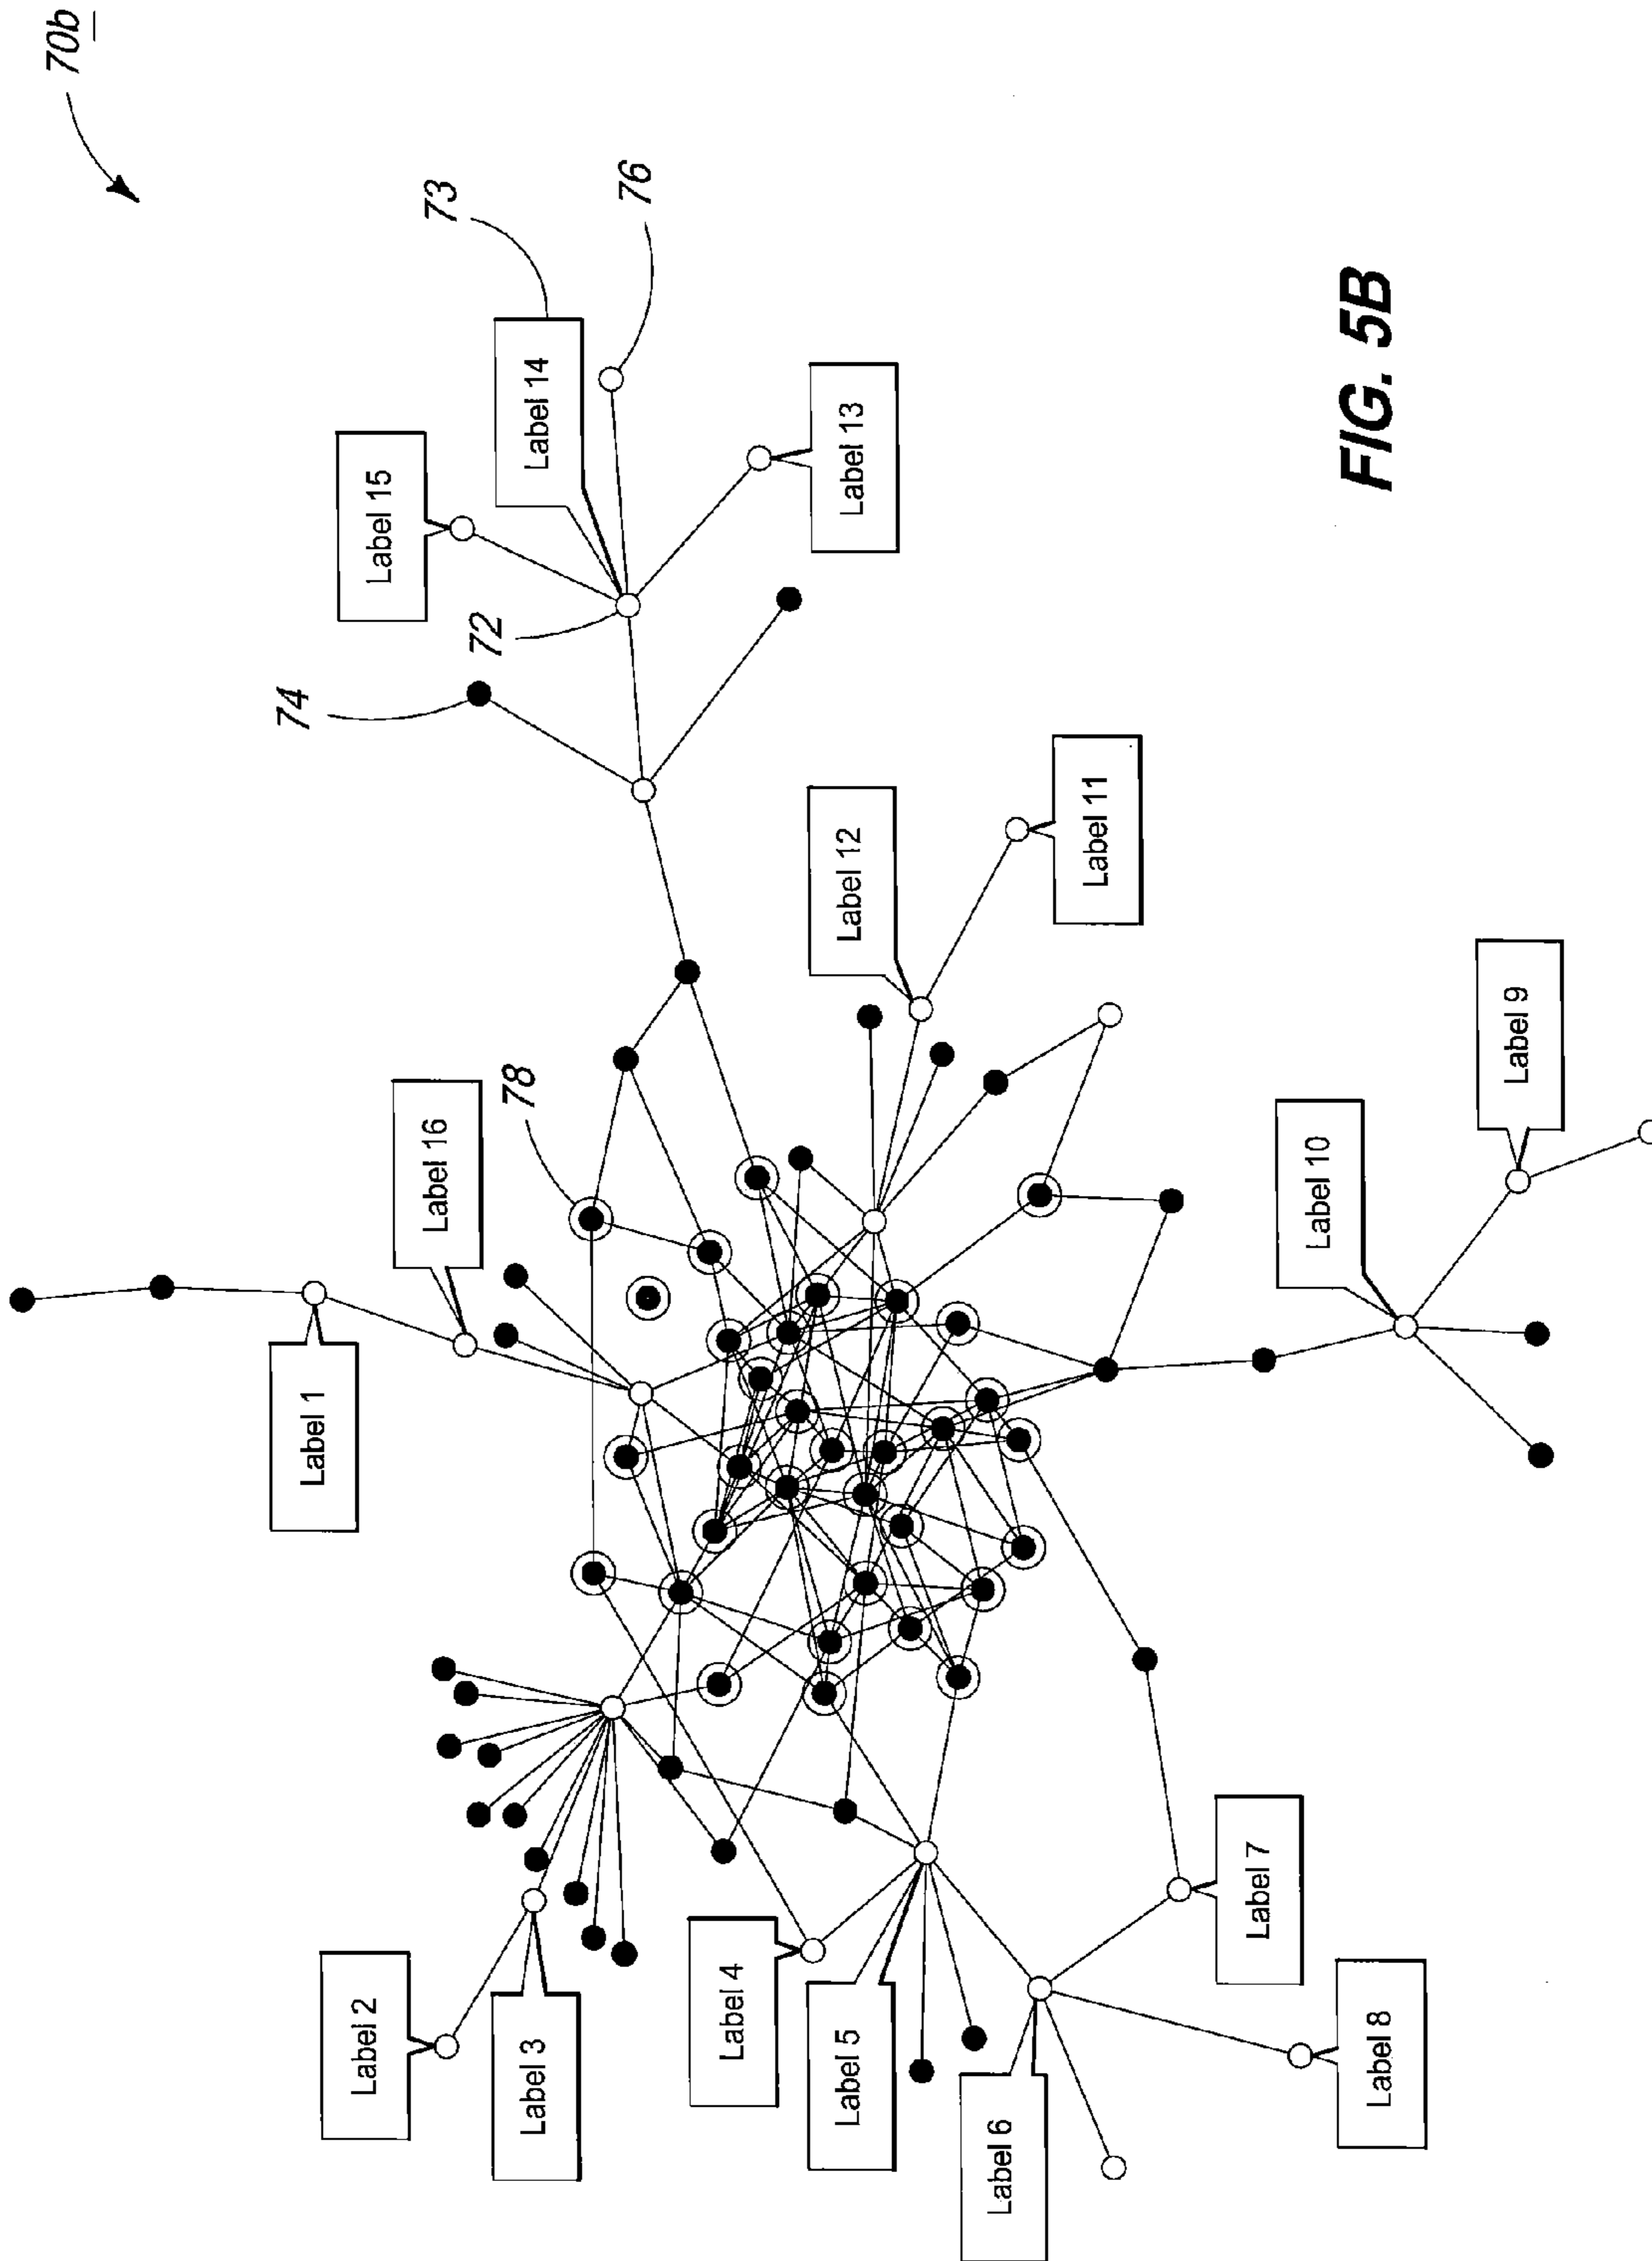 70b
Label 1
Label 16
78
74
72
Label 15
Label 14
73
76
Label 13
Label 2
Label 3
Label 4
Label 5
Label 6
Label 7
Label 8
Label 12
Label 11
Label 10
Label 9
FIG. 5B